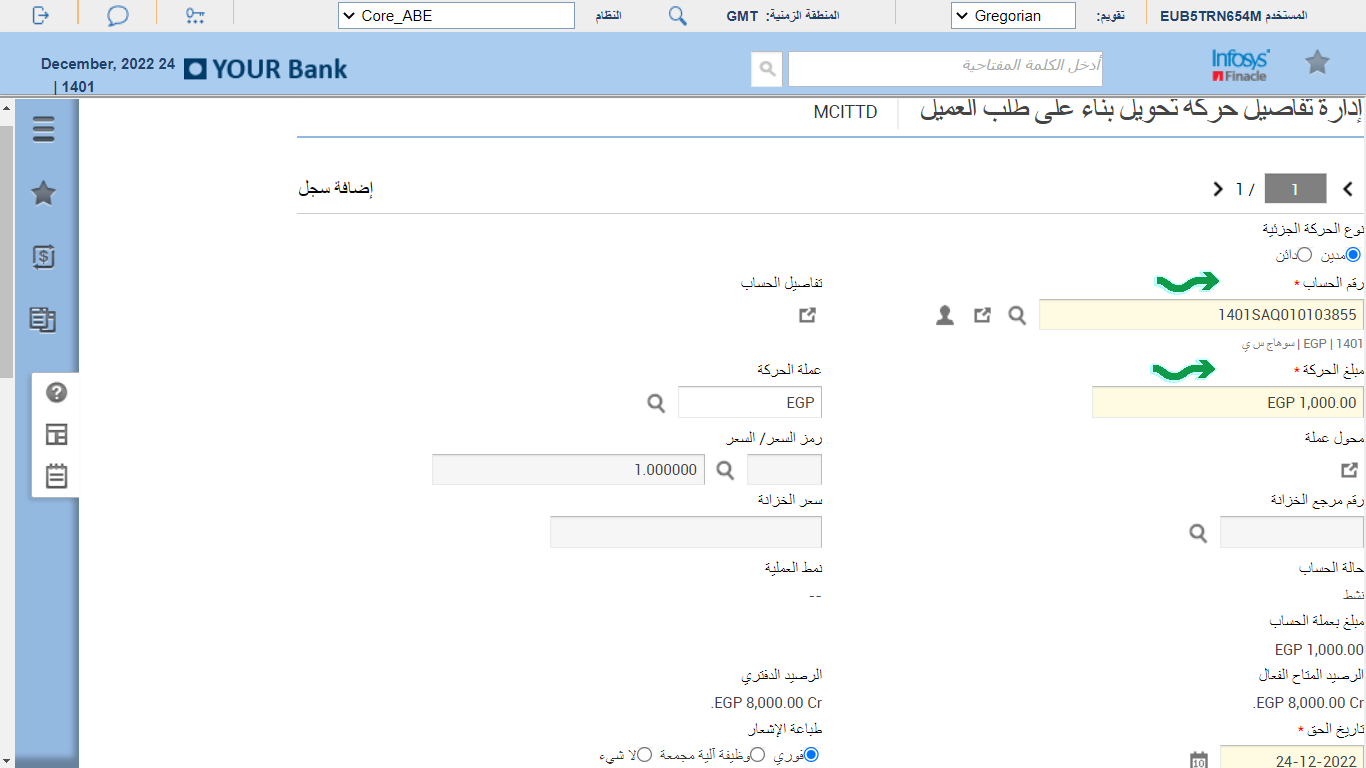 المستخدم EUB5TRN654M تقويم: Gregorian المنطقة الزمنية: GMT النظام Core_ABE
Infosys Finacle أدخل الكلمة المفتاحية YOUR Bank December, 2022 24
| 1401
إدارة تفاصيل حركة تحويل بناء على طلب العميل MCITTD
1 / 1 إضافة سجل
نوع الحركة الجزئية
مدين دائن
رقم الحساب * تفاصيل الحساب
1401SAQ010103855
1401 | EGP | سوهاج س ي
مبلغ الحركة * عملة الحركة
EGP 1,000.00 EGP
محول عملة رمز السعر/ السعر
1.000000
رقم مرجع الخزانة سعر الخزانة
حالة الحساب نمط العملية
نشط --
مبلغ بعملة الحساب
EGP 1,000.00
الرصيد المتاح الفعال الرصيد الدفتري
EGP 8,000.00 Cr. EGP 8,000.00 Cr.
تاريخ الحق * طباعة الإشعار
24-12-2022 10 فوري وظيفة آلية مجمعة لا شيء